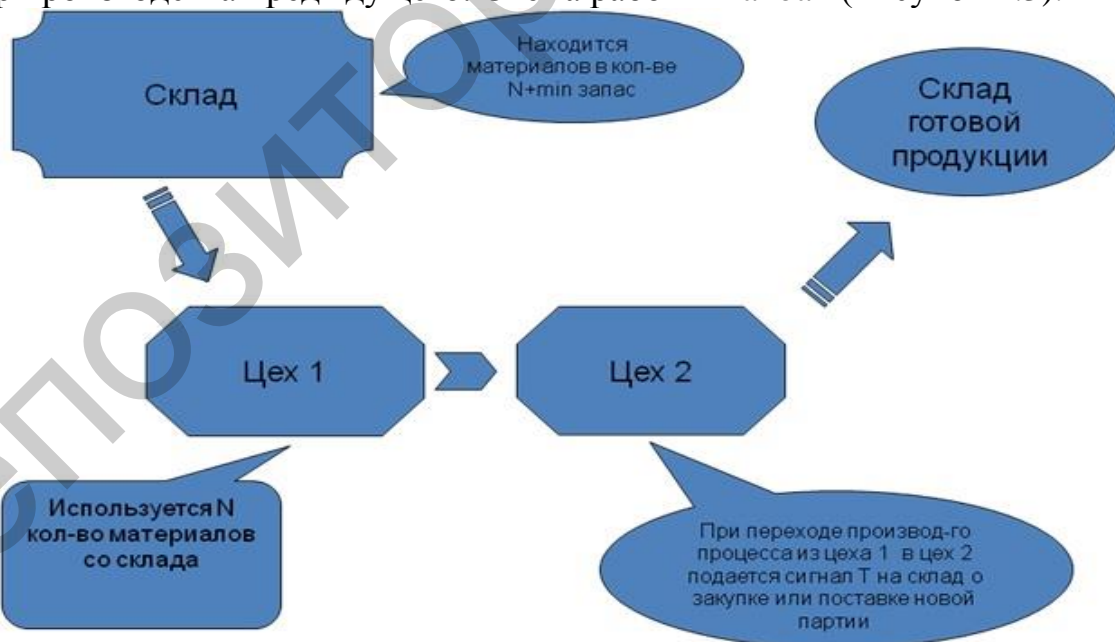 Склад
Находится
материалов в кол-ве
N+min запас
Склад
готовой
продукции
Цех 1
Цех 2
Используется N
кол-во материалов
со склада
При переходе производ-го
процесса из цеха 1 в цех 2
подается сигнал Т на склад о
закупке или поставке новой
партии